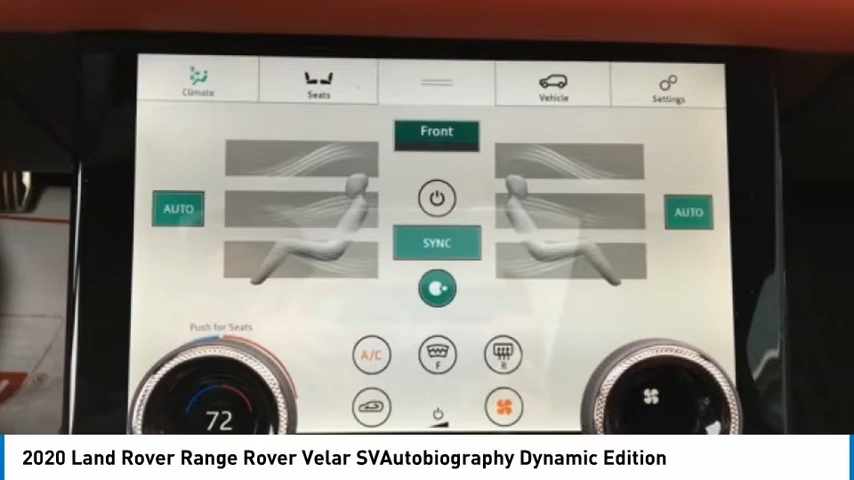 Climate
Seats
Vehicle
Settings
Front
AUTO
AUTO
SYNC
Push for Seats
A/C
F
R
72
2020 Land Rover Range Rover Velar SVAutobiography Dynamic Edition